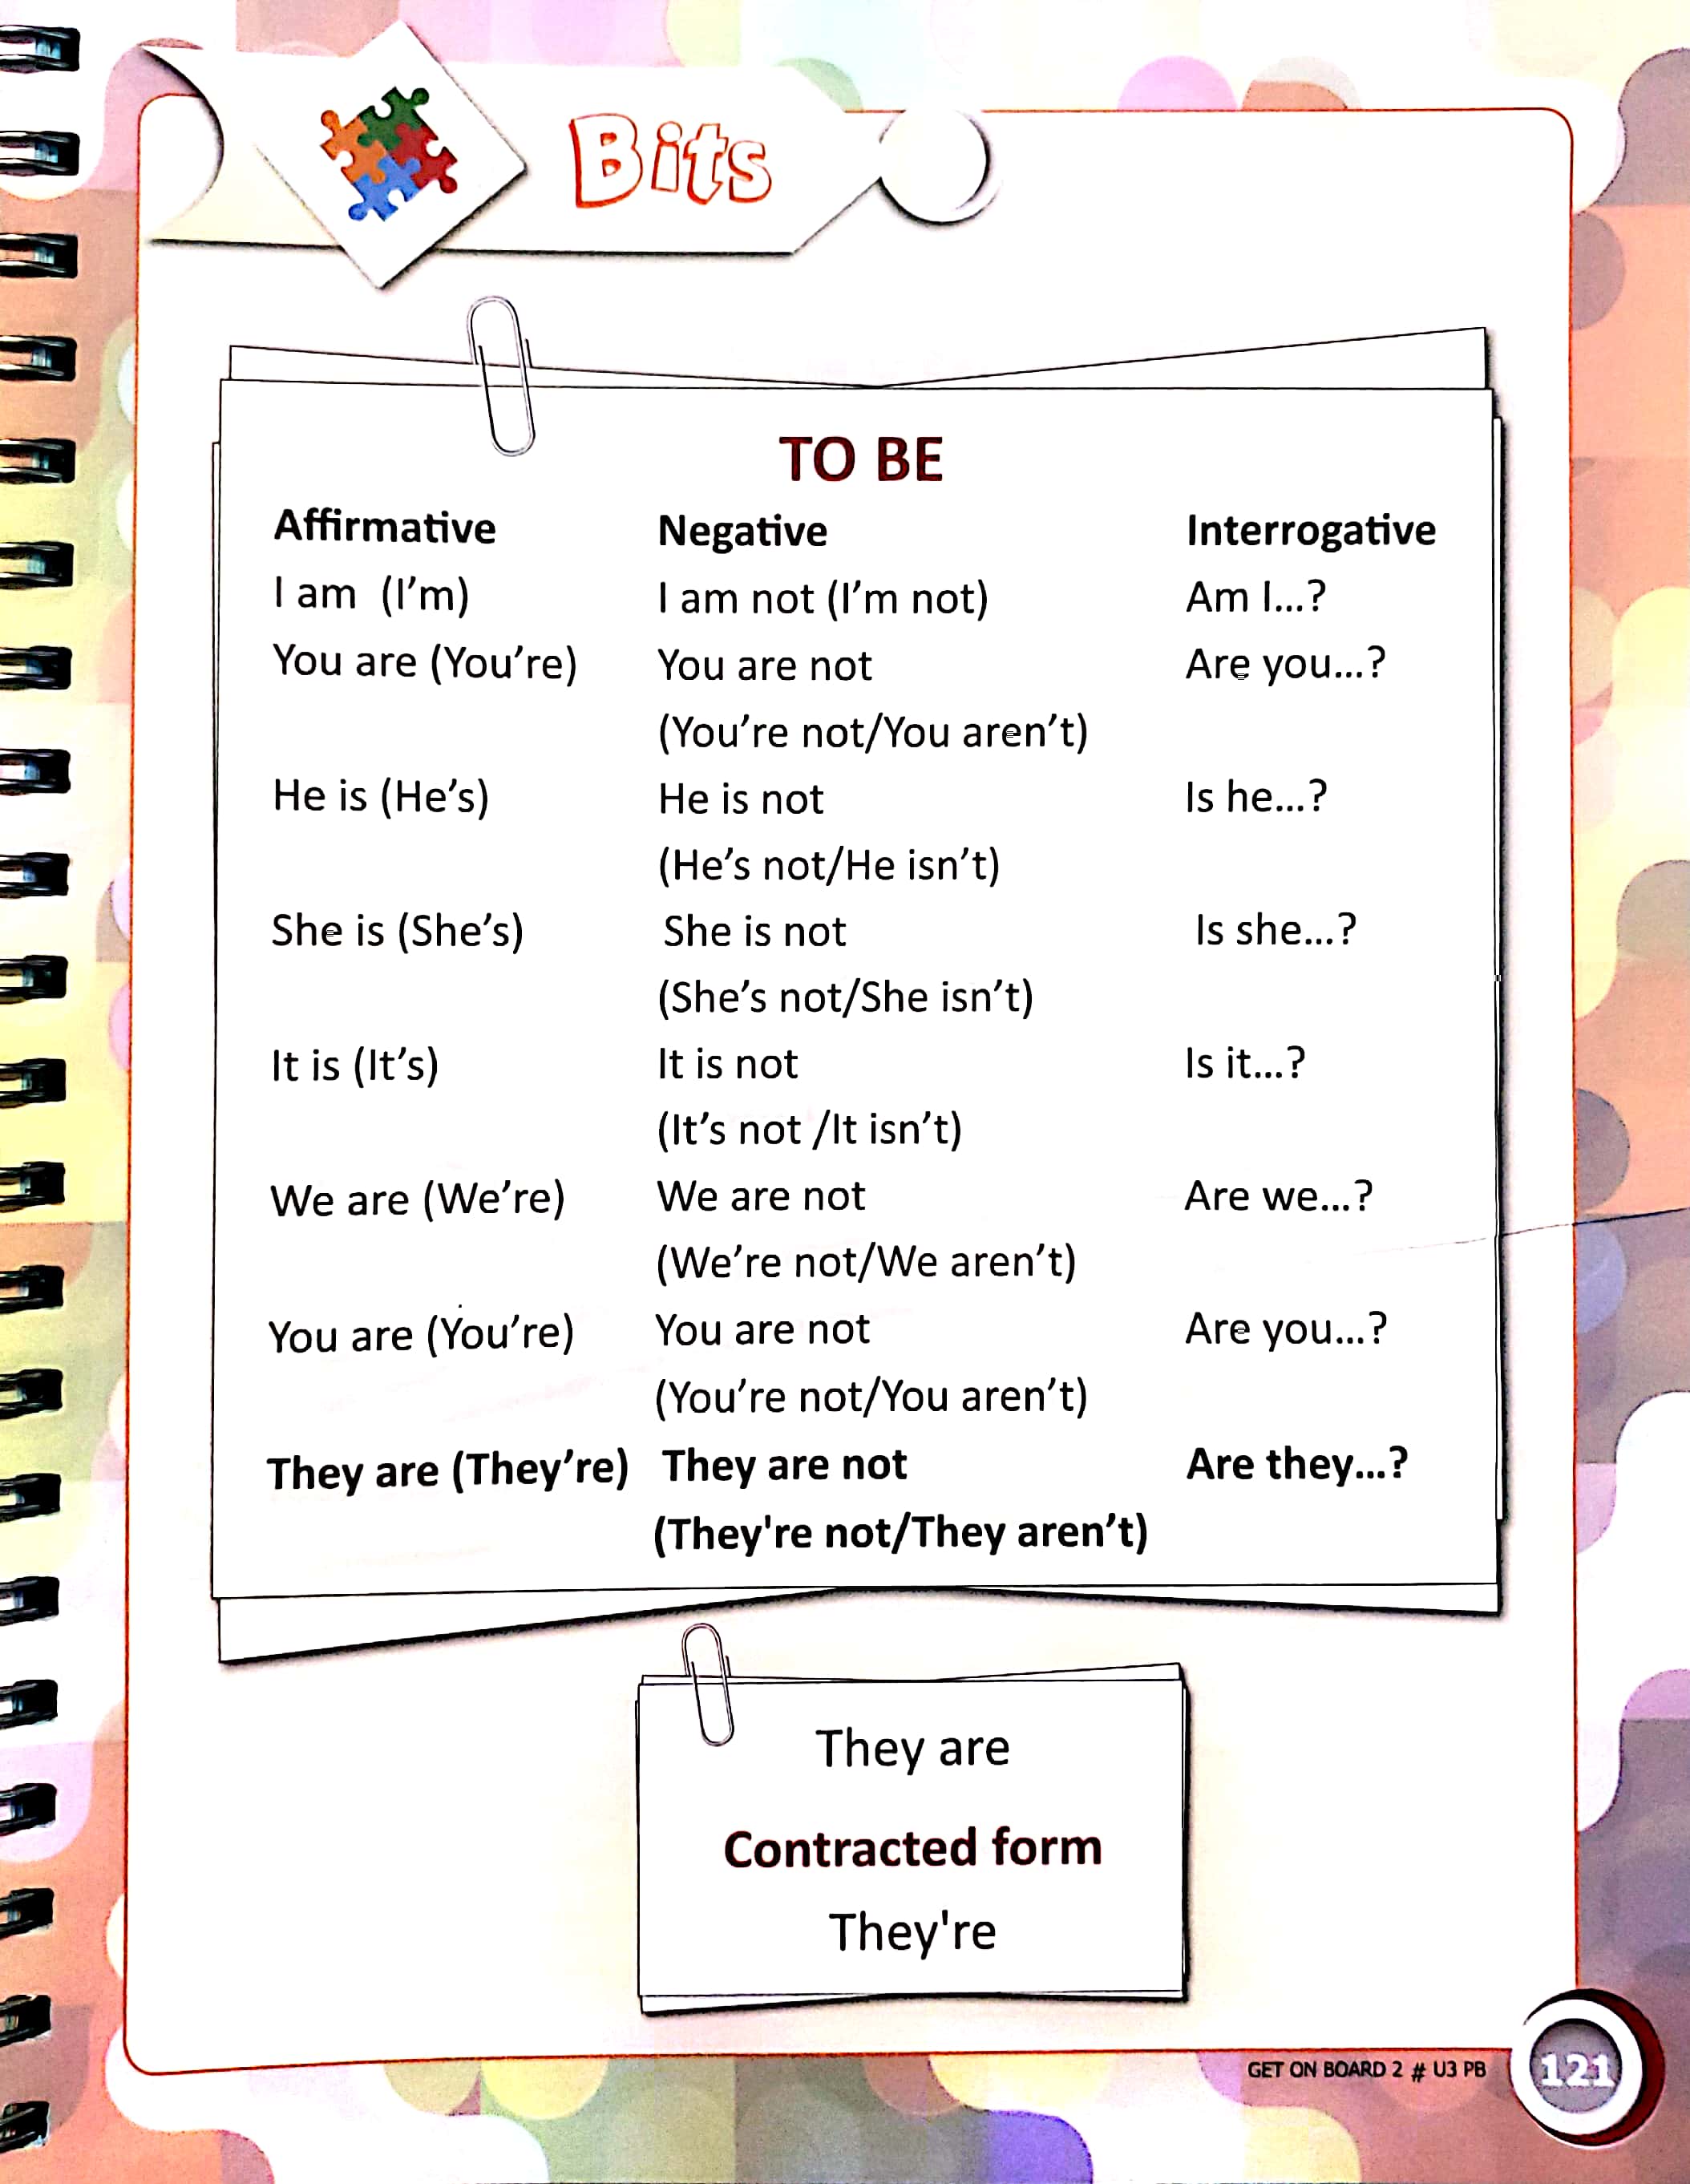 Bits
TO BE
Affirmative Negative Interrogative
I am (I’m) I am not (I’m not) Am I...?
You are (You’re) You are not Are you...?
(You’re not/You aren’t)
He is (He’s) He is not Is he...?
(He’s not/He isn’t)
She is (She’s) She is not Is she...?
(She’s not/She isn’t)
It is (It’s) It is not Is it...?
(It’s not /It isn’t)
We are (We’re) We are not Are we...?
(We’re not/We aren’t)
You are (You’re) You are not Are you...?
(You’re not/You aren’t)
They are (They’re) They are not Are they...?
(They're not/They aren’t)
They are
Contracted form
They're
GET ON BOARD 2 # U3 PB 121